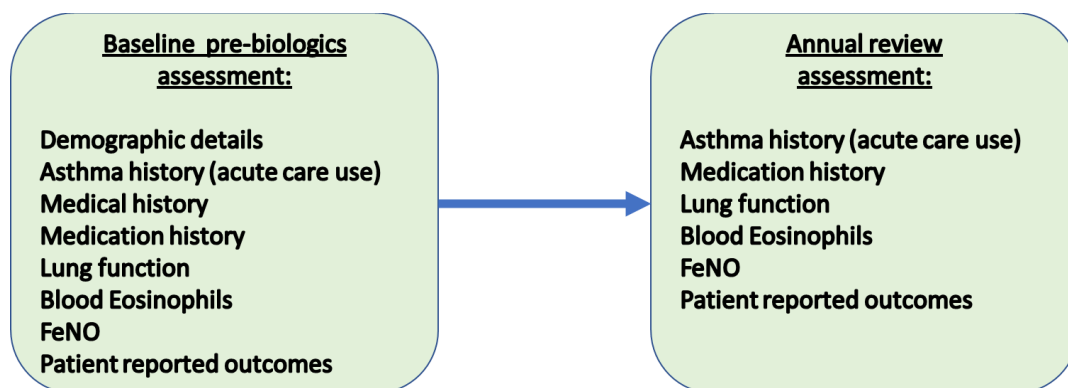 Baseline pre-biologics
assessment:
Demographic details
Asthma history (acute care use)
Medical history
Medication history
Lung function
Blood Eosinophils
FeNO
Patient reported outcomes
Annual review
assessment:
Asthma history (acute care use)
Medication history
Lung function
Blood Eosinophils
FeNO
Patient reported outcomes